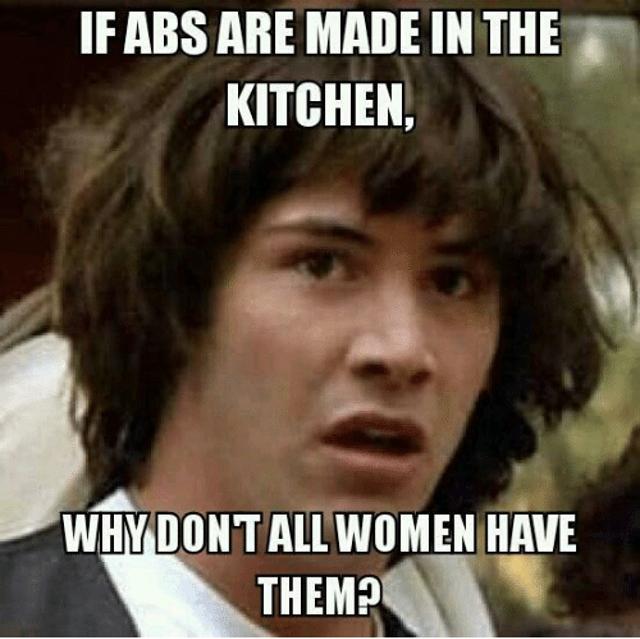 IF ABS ARE MADE IN THE
KITCHEN,
WHY DON'T ALL WOMEN HAVE
THEM?